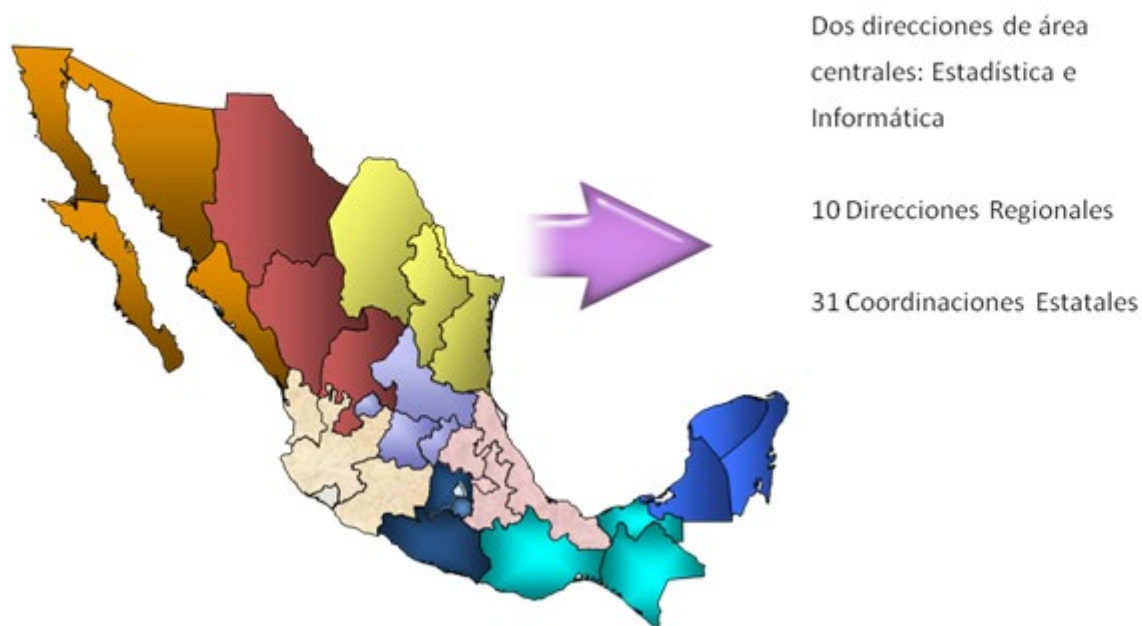 Dos direcciones de área
centrales: Estadística e
Informática
10 Direcciones Regionales
31 Coordinaciones Estatales